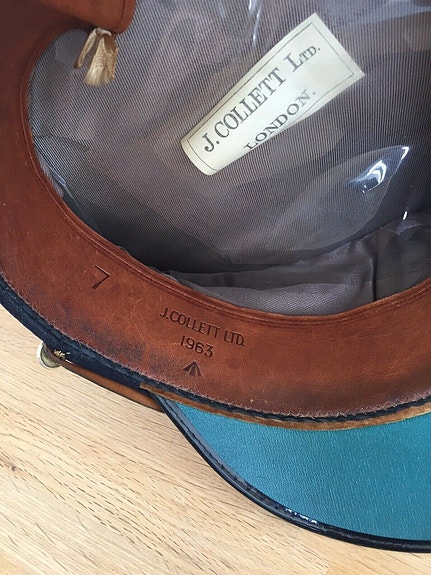 J. COLLETT LTD.
LONDON.
7
J.COLLETT LTD.
1963